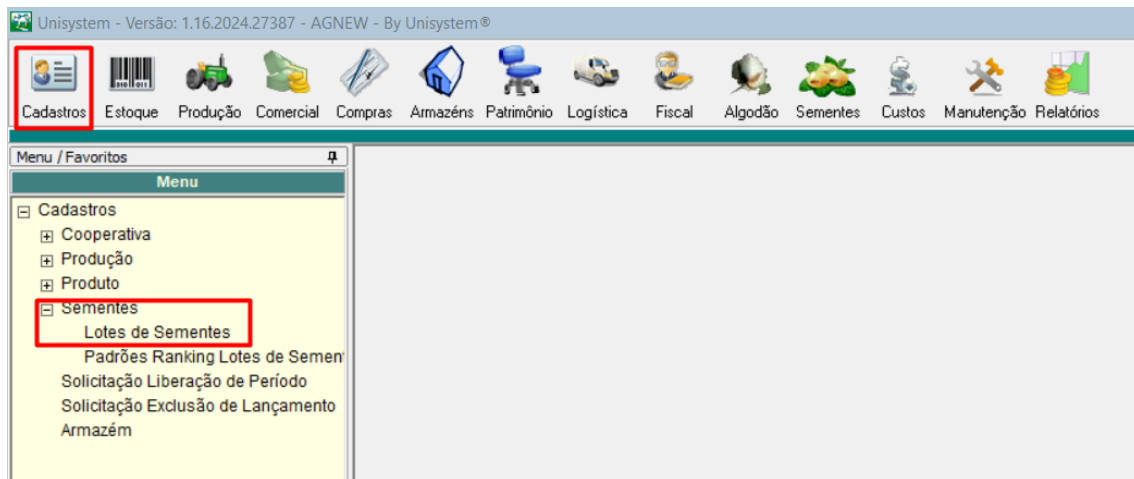 Unisystem - Versão: 1.16.2024.27387 - AGNEW - By Unisystem®
Cadastros Estoque Produção Comercial Compras Armazéns Patrimônio Logística Fiscal Algodão Sementes Custos Manutenção Relatórios
Menu / Favoritos
Menu
Cadastros
Cooperativa
Produção
Produto
Sementes
Lotes de Sementes
Padrões Ranking Lotes de Semen
Solicitação Liberação de Período
Solicitação Exclusão de Lançamento
Armazém